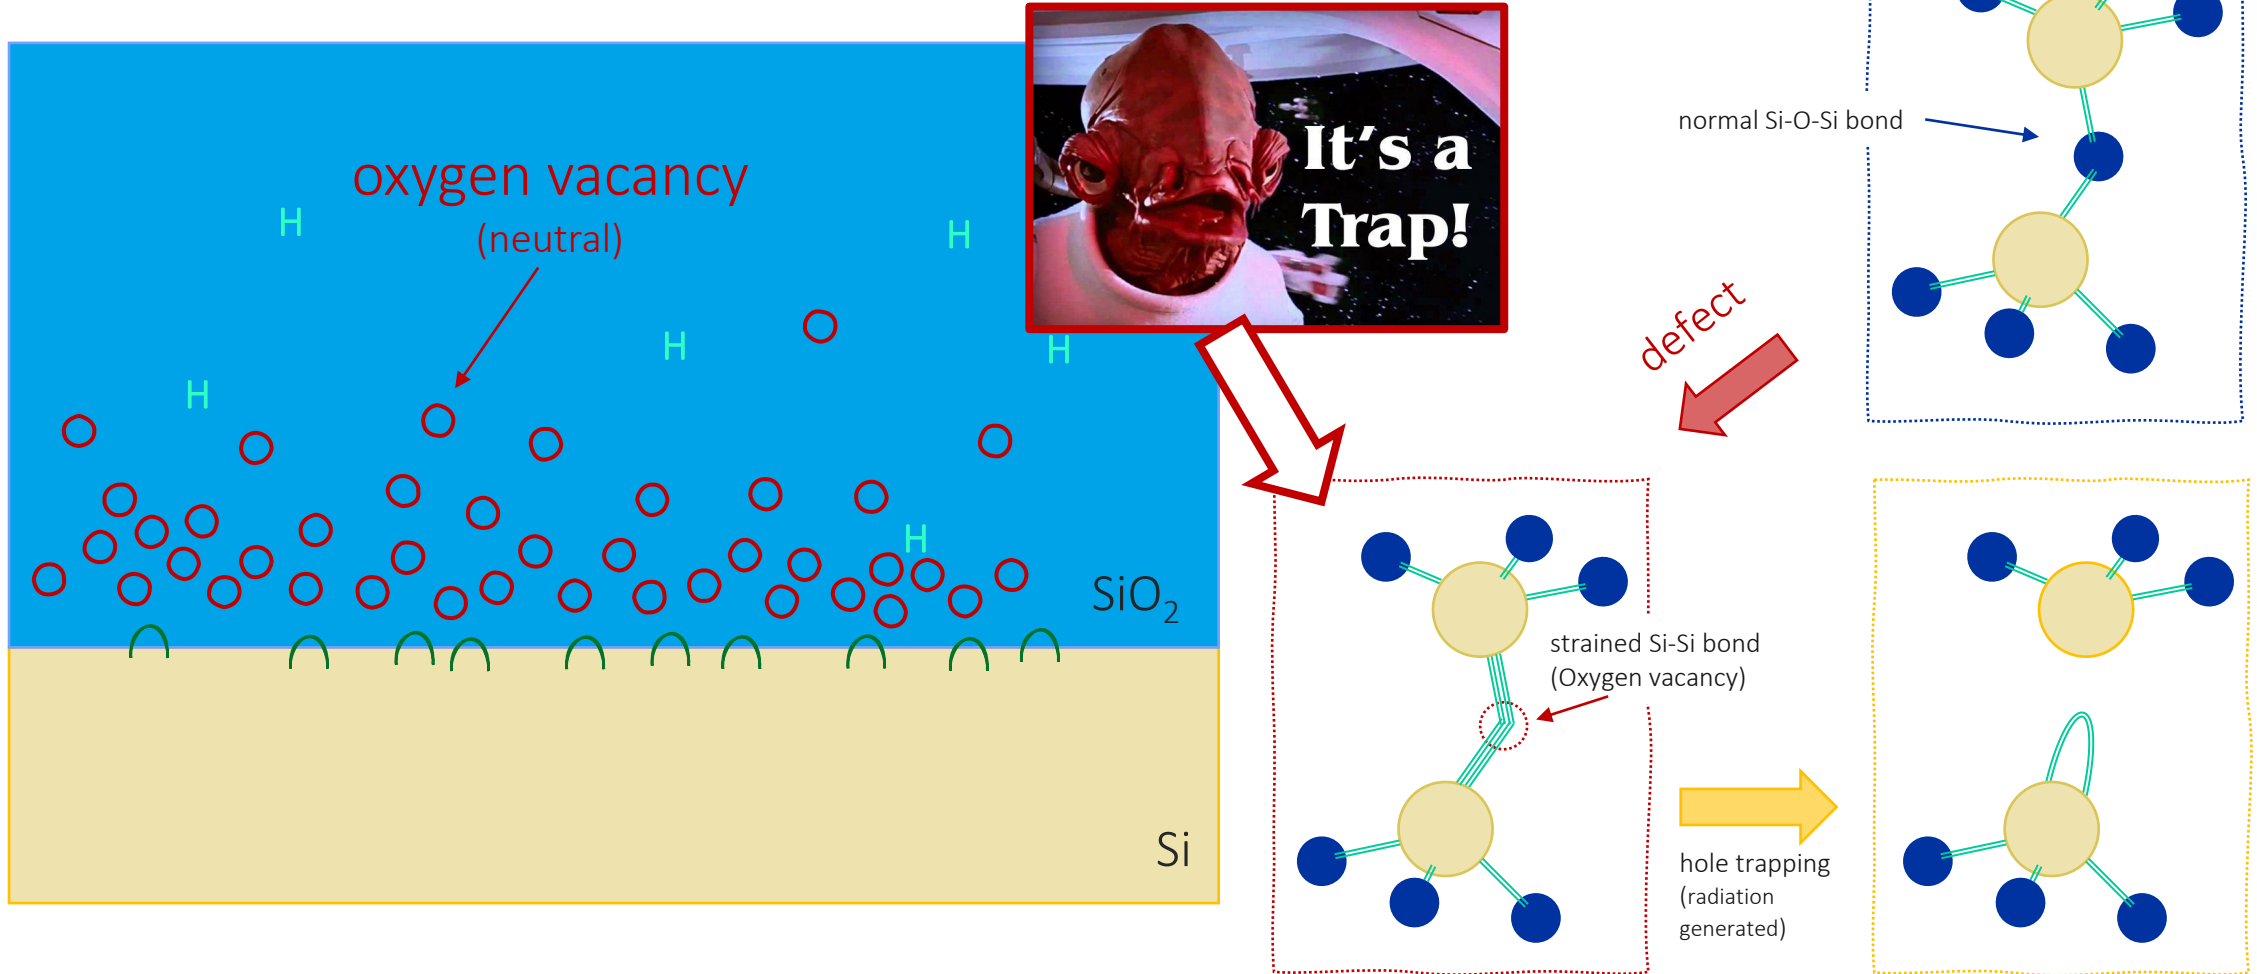 oxygen vacancy
(neutral)
H
H
H
H
H
H
SiO₂
Si
It's a
Trap!
normal Si-O-Si bond
defect
strained Si-Si bond
(Oxygen vacancy)
hole trapping
(radiation
generated)